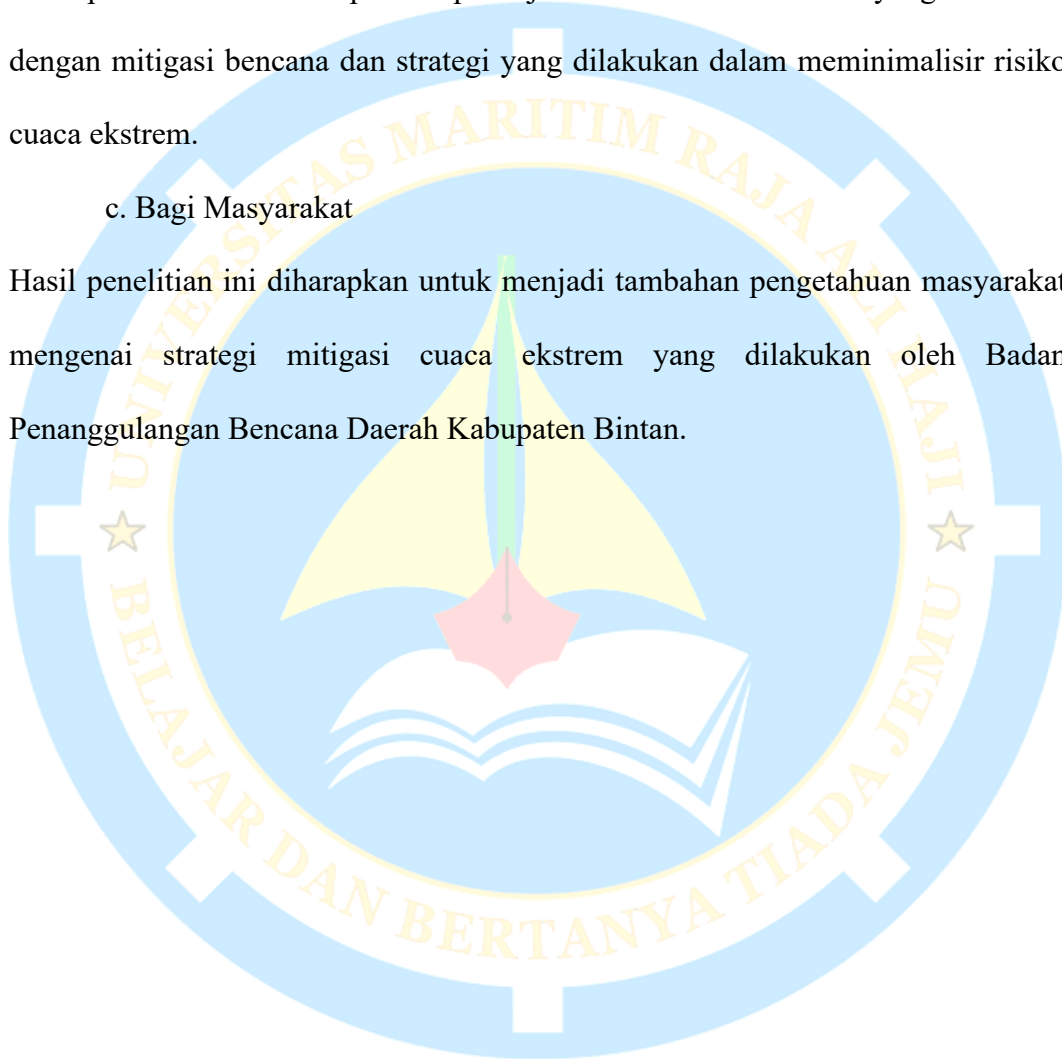 dengan mitigasi bencana dan strategi yang dilakukan dalam meminimalisir risiko
cuaca ekstrem.
c. Bagi Masyarakat
Hasil penelitian ini diharapkan untuk menjadi tambahan pengetahuan masyarakat
mengenai strategi mitigasi cuaca ekstrem yang dilakukan oleh Badan
Penanggulangan Bencana Daerah Kabupaten Bintan.
UNIVERSITAS MARITIM RAJA ALI HAJI
BELAJAR DAN BERTANYA TIADA JEMU